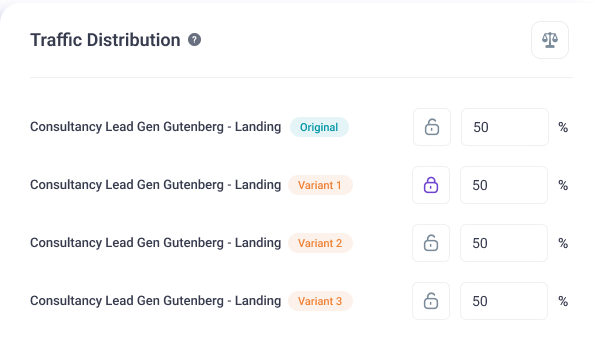 Traffic Distribution ?
Consultancy Lead Gen Gutenberg - Landing Original 50 %
Consultancy Lead Gen Gutenberg - Landing Variant 1 50 %
Consultancy Lead Gen Gutenberg - Landing Variant 2 50 %
Consultancy Lead Gen Gutenberg - Landing Variant 3 50 %